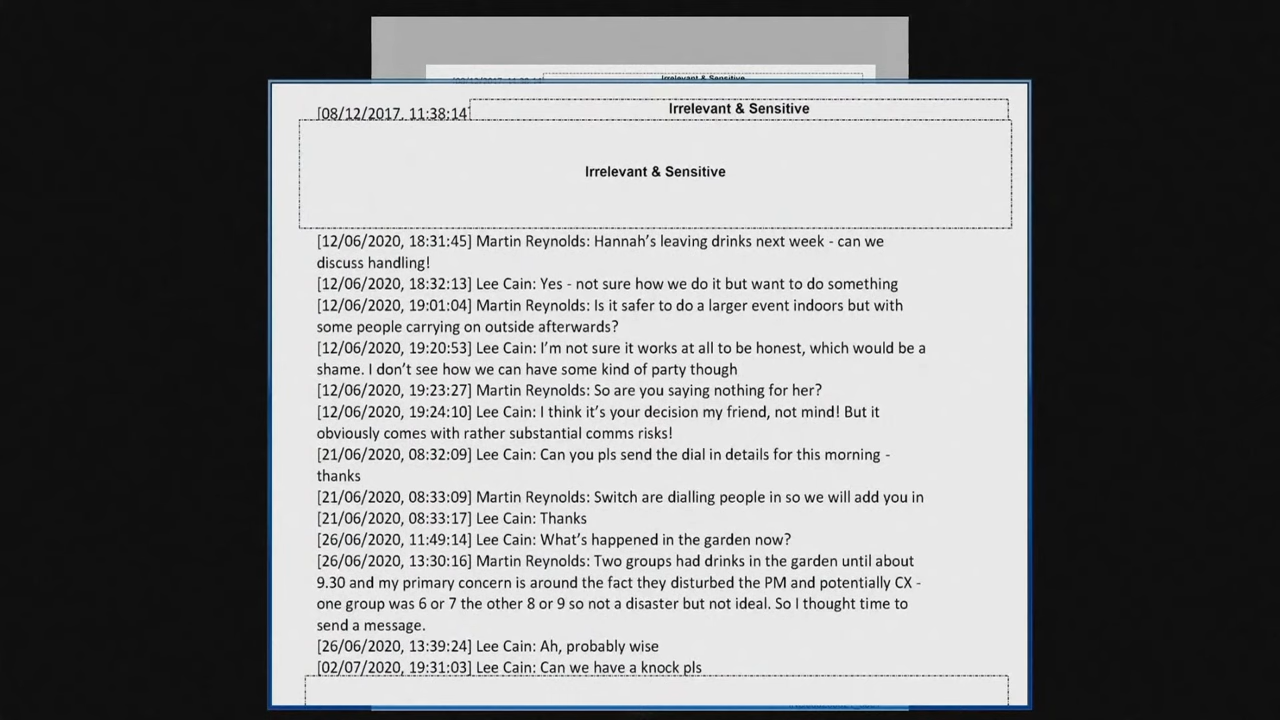 Irrelevant & Sensitive
[08/12/2017, 11:38:14]
Irrelevant & Sensitive
Irrelevant & Sensitive
[12/06/2020, 18:31:45] Martin Reynolds: Hannah’s leaving drinks next week - can we
discuss handling!
[12/06/2020, 18:32:13] Lee Cain: Yes - not sure how we do it but want to do something
[12/06/2020, 19:01:04] Martin Reynolds: Is it safer to do a larger event indoors but with
some people carrying on outside afterwards?
[12/06/2020, 19:20:53] Lee Cain: I’m not sure it works at all to be honest, which would be a
shame. I don’t see how we can have some kind of party though
[12/06/2020, 19:23:27] Martin Reynolds: So are you saying nothing for her?
[12/06/2020, 19:24:10] Lee Cain: I think it’s your decision my friend, not mind! But it
obviously comes with rather substantial comms risks!
[21/06/2020, 08:32:09] Lee Cain: Can you pls send the dial in details for this morning -
thanks
[21/06/2020, 08:33:09] Martin Reynolds: Switch are dialling people in so we will add you in
[21/06/2020, 08:33:17] Lee Cain: Thanks
[26/06/2020, 11:49:14] Lee Cain: What’s happened in the garden now?
[26/06/2020, 13:30:16] Martin Reynolds: Two groups had drinks in the garden until about
9.30 and my primary concern is around the fact they disturbed the PM and potentially CX -
one group was 6 or 7 the other 8 or 9 so not a disaster but not ideal. So I thought time to
send a message.
[26/06/2020, 13:39:24] Lee Cain: Ah, probably wise
[02/07/2020, 19:31:03] Lee Cain: Can we have a knock pls